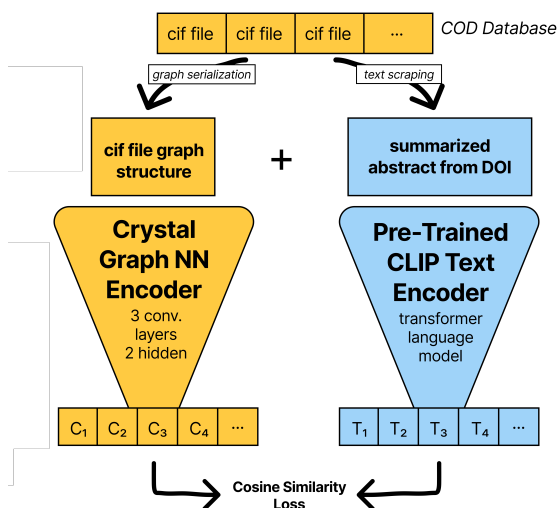 cif file cif file cif file ... COD Database
graph serialization text scraping
cif file graph
structure
+
summarized
abstract from DOI
Crystal
Graph NN
Encoder
3 conv.
layers
2 hidden
Pre-Trained
CLIP Text
Encoder
transformer
language
model
C₁ C₂ C₃ C₄ ...
T₁ T₂ T₃ T₄ ...
Cosine Similarity
Loss